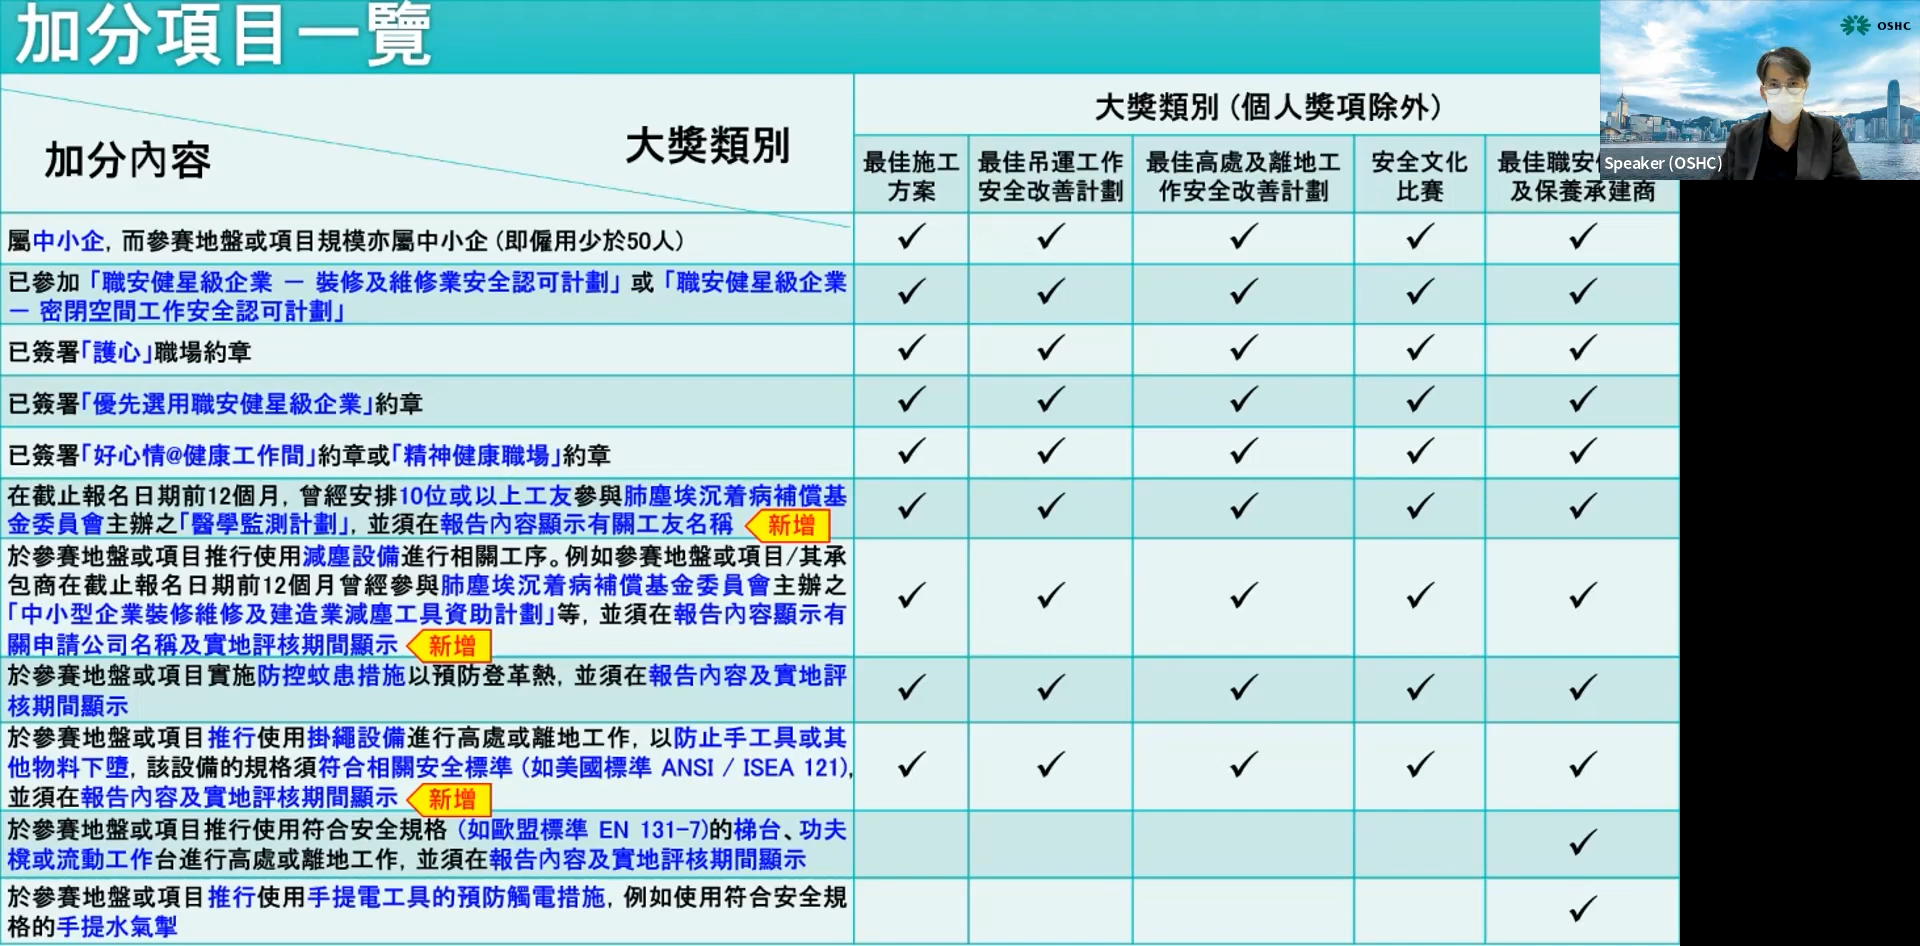 加分項目一覽
OSHC
Speaker (OSHC)
加分內容
大獎類別
大獎類別 (個人獎項除外)
最佳施工
方案
最佳吊運工作
安全改善計劃
最佳高處及離地工
作安全改善計劃
安全文化
比賽
最佳職安
及保養承建商
屬中小企, 而參賽地盤或項目規模亦屬中小企 (即僱用少於50人)
已參加「職安健星級企業 － 裝修及維修業安全認可計劃」或「職安健星級企業
－ 密閉空間工作安全認可計劃」
已簽署「護心」職場約章
已簽署「優先選用職安健星級企業」約章
已簽署「好心情@健康工作間」約章或「精神健康職場」約章
在截止報名日期前12個月, 曾經安排10位或以上工友參與肺塵埃沉着病補償基
金委員會主辦之「醫學監測計劃」, 並須在報告內容顯示有關工友名稱 新增
於參賽地盤或項目推行使用減塵設備進行相關工序。例如參賽地盤或項目/其承
包商在截止報名日期前12個月曾經參與肺塵埃沉着病補償基金委員會主辦之
「中小型企業裝修維修及建造業減塵工具資助計劃」等, 並須在報告內容顯示有
關申請公司名稱及實地評核期間顯示 新增
於參賽地盤或項目實施防控蚊患措施以預防登革熱, 並須在報告內容及實地評
核期間顯示
於參賽地盤或項目推行使用掛繩設備進行高處或離地工作, 以防止手工具或其
他物料下墮, 該設備的規格須符合相關安全標準 (如美國標準 ANSI / ISEA 121),
並須在報告內容及實地評核期間顯示 新增
於參賽地盤或項目推行使用符合安全規格 (如歐盟標準 EN 131-7)的梯台、功夫
櫈或流動工作台進行高處或離地工作, 並須在報告內容及實地評核期間顯示
於參賽地盤或項目推行使用手提電工具的預防觸電措施, 例如使用符合安全規
格的手提水氣掣